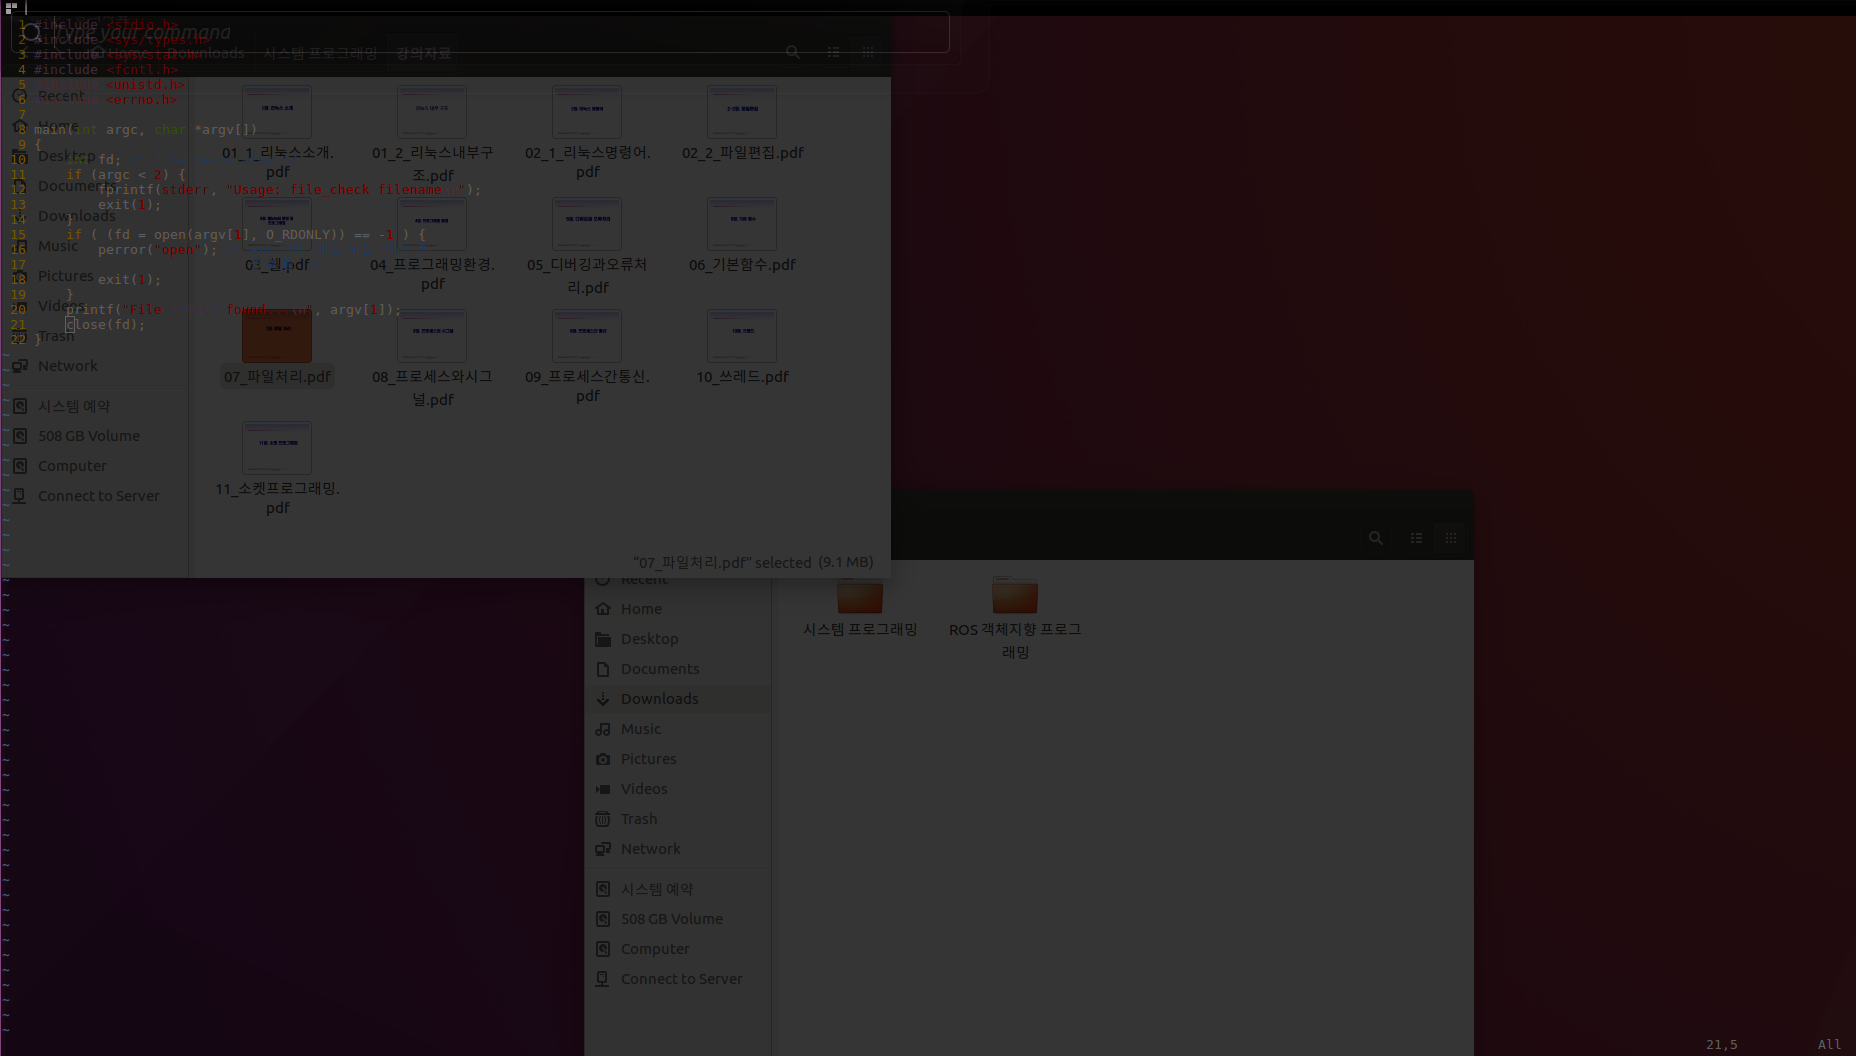 Type your command
1 #include <stdio.h>
2 #include <sys/types.h>
3 #include <sys/stat.h>
4 #include <fcntl.h>
5 <unistd.h>
6 <errno.h>
7
8 main(int argc, char *argv[])
9 {
10 fd;
11 if (argc < 2) {
12 fprintf(stderr, "Usage: file_check filename
13 exit(1);
14 }
15 if ( (fd = open(argv[1], O_RDONLY)) == -1 ) {
16 perror("open");
17
18 exit(1);
19 }
20 printf("File found...\n", argv[1]);
21 close(fd);
22 }
Home Downloads 시스템 프로그래밍 강의자료
Recent
Home
Desktop
Documents
Downloads
Music
Pictures
Videos
Trash
Network
시스템 예약
508 GB Volume
Computer
Connect to Server
01_1_리눅스소개.
pdf
01_2_리눅스내부구
조.pdf
02_1_리눅스명령어.
pdf
02_2_파일편집.pdf
03_쉘.pdf
04_프로그래밍환경.
pdf
05_디버깅과오류처
리.pdf
06_기본함수.pdf
07_파일처리.pdf
08_프로세스와시그
널.pdf
09_프로세스간통신.
pdf
10_쓰레드.pdf
11_소켓프로그래밍.
pdf
"07_파일처리.pdf" selected (9.1 MB)
Recent
Home
Desktop
Documents
Downloads
Music
Pictures
Videos
Trash
Network
시스템 예약
508 GB Volume
Computer
Connect to Server
시스템 프로그래밍
ROS 객체지향 프로그
래밍
21,5 All